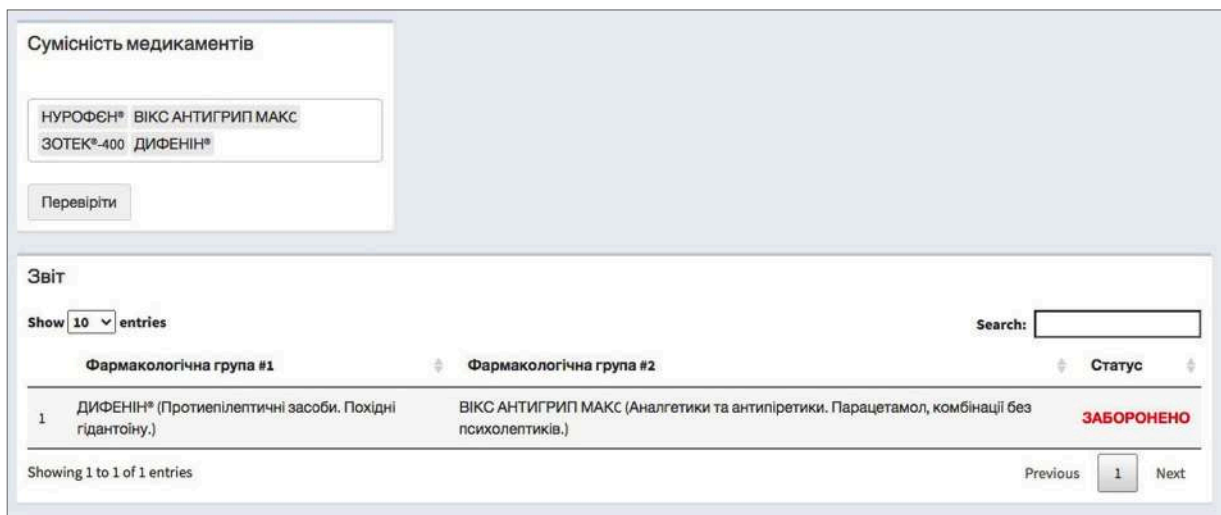 Сумісність медикаментів
НУРОФЄН® ВІКС АНТИГРИП МАКС
ЗОТЕК®-400 ДИФЕНІН®
Перевіріти
Звіт
Show 10 entries
Search:
Фармакологічна група #1 Фармакологічна група #2 Статус
1 ДИФЕНІН® (Протиепілептичні засоби. Похідні гідантоїну.) ВІКС АНТИГРИП МАКС (Аналгетики та антипіретики. Парацетамол, комбінації без психолептиків.) ЗАБОРОНЕНО
Showing 1 to 1 of 1 entries
Previous 1 Next